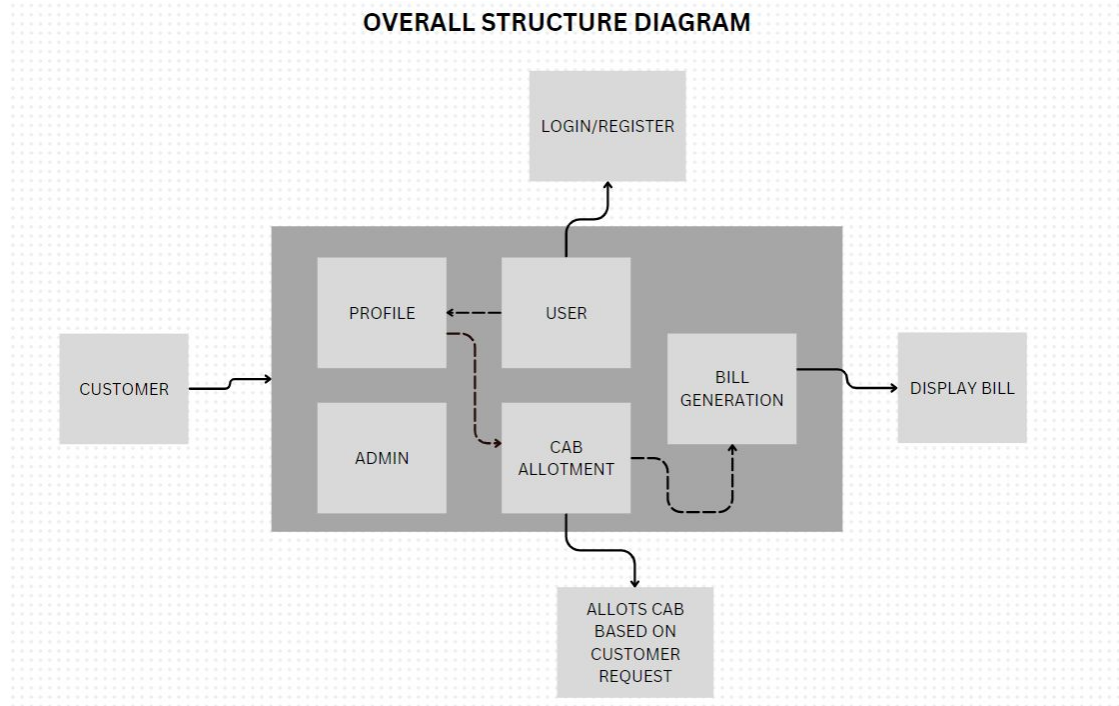 OVERALL STRUCTURE DIAGRAM
LOGIN/REGISTER
PROFILE
USER
CUSTOMER
BILL
GENERATION
DISPLAY BILL
ADMIN
CAB
ALLOTMENT
ALLOTS CAB
BASED ON
CUSTOMER
REQUEST